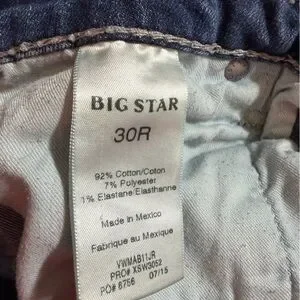 BIG STAR
30R
92% Cotton/Coton
7% Polyester
1% Elastane Elasthanne
Made in Mexico
Fabrique au Mexique
VWMAB11JR
PRO# XSW3052
PO# 6756 07/15